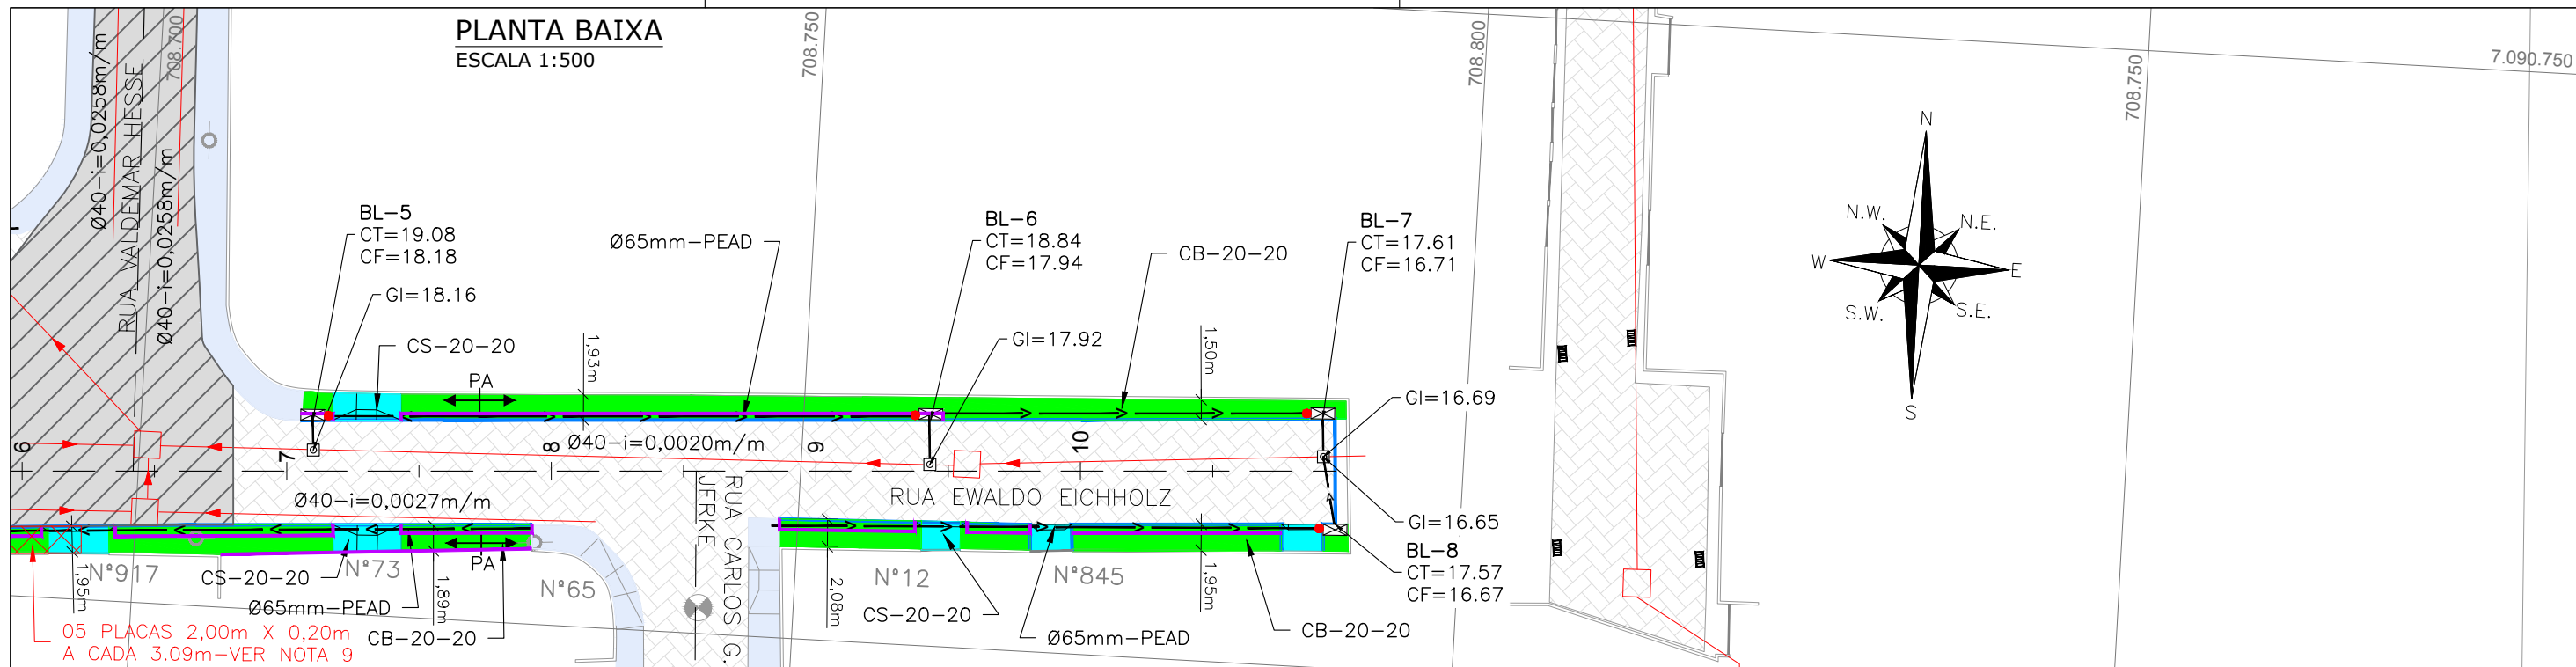 PLANTA BAIXA
ESCALA 1:500
708.700
708.750
708.800
708.750
7.090.750
RUA VALDEMAR HESSE
Ø40-i=0,0258m/m
Ø40-i=0,0258m/m
N
N.E.
E
S.E.
S
S.W.
W
N.W.
BL-5
CT=19.08
CF=18.18
GI=18.16
CS-20-20
Ø65mm-PEAD
BL-6
CT=18.84
CF=17.94
GI=17.92
CB-20-20
BL-7
CT=17.61
CF=16.71
GI=16.69
1,93m
1,50m
PA
6
7
8
9
10
Ø40-i=0,0020m/m
Ø40-i=0,0027m/m
RUA EWALDO EICHHOLZ
RUA CARLOS G.
JERKE
GI=16.65
BL-8
CT=17.57
CF=16.67
N°917
N°73
N°65
N°12
N°845
1,95m
CS-20-20
Ø65mm-PEAD
1,89m
PA
CB-20-20
2,08m
CS-20-20
Ø65mm-PEAD
1,95m
CB-20-20
05 PLACAS 2,00m X 0,20m
A CADA 3.09m-VER NOTA 9